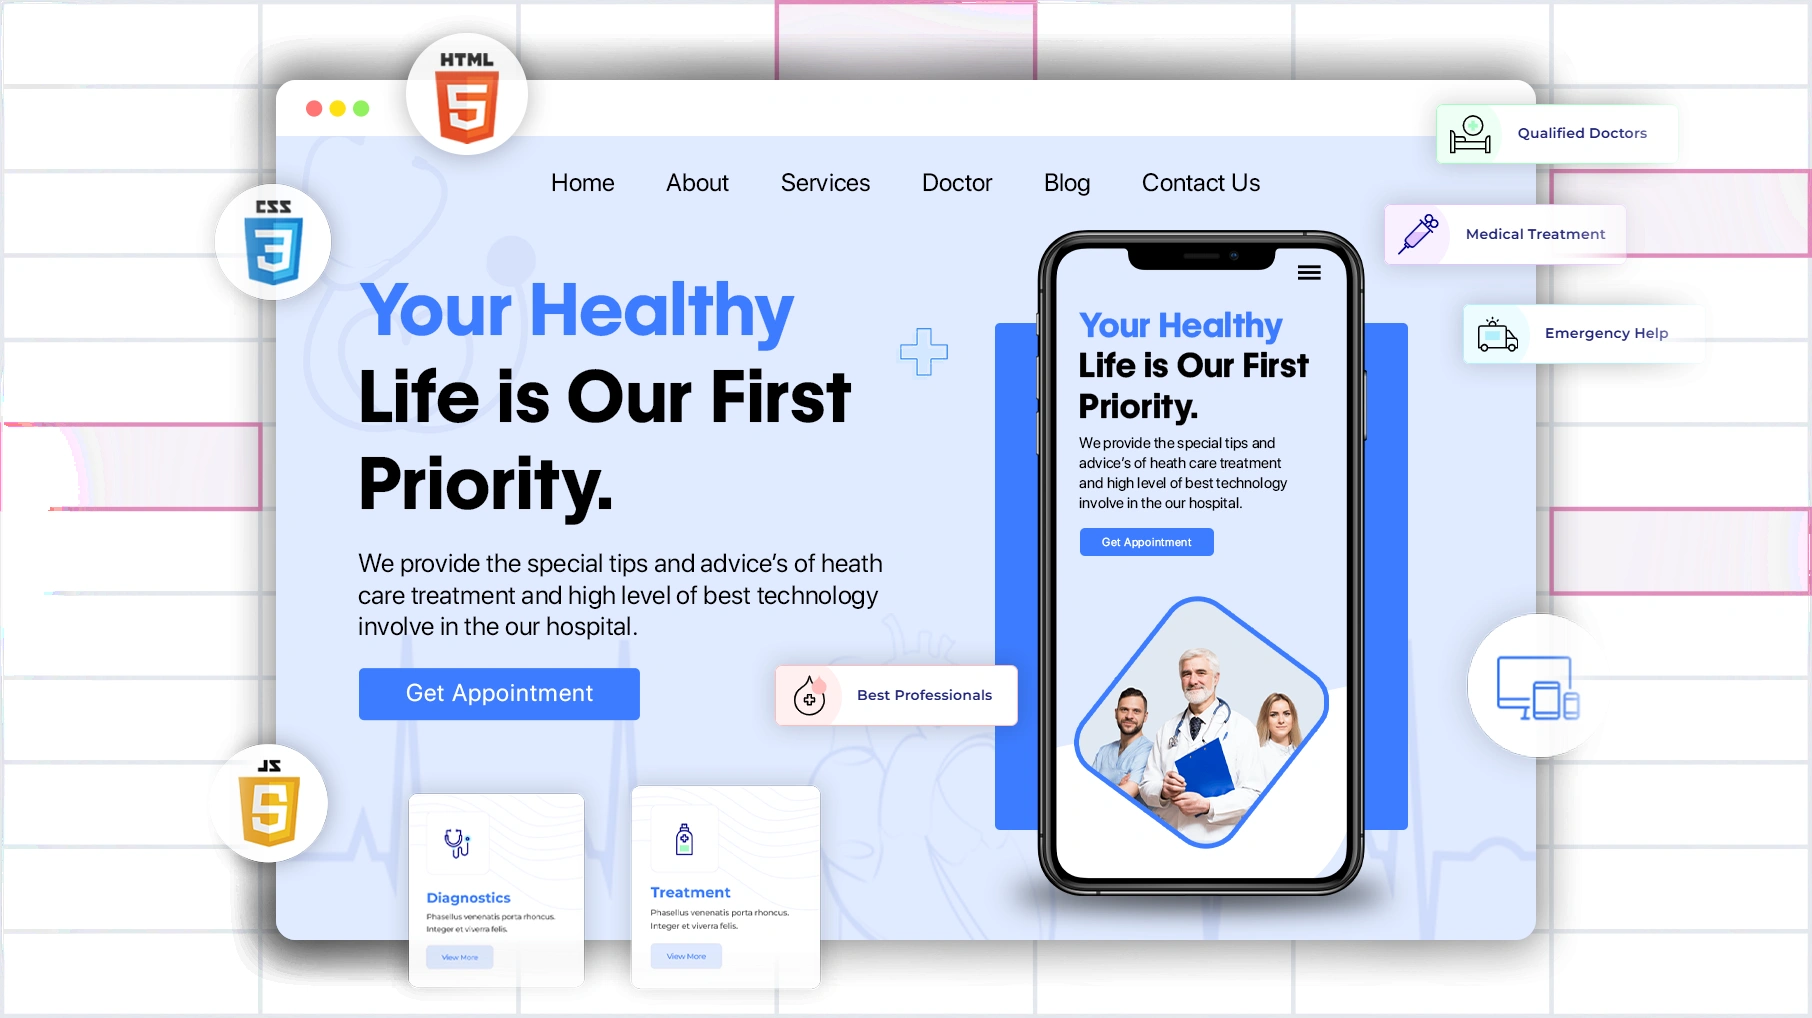 HTML
5
CSS
3
Home About Services Doctor Blog Contact Us
Qualified Doctors
Medical Treatment
Emergency Help
Your Healthy
Life is Our First
Priority.
We provide the special tips and advice’s of heath
care treatment and high level of best technology
involve in the our hospital.
Get Appointment
Your Healthy
Life is Our First
Priority.
We provide the special tips and
advice’s of heath care treatment
and high level of best technology
involve in the our hospital.
Get Appointment
Best Professionals
JS
5
Diagnostics
Phasellus venenatis porta rhoncus.
Integer et viverra felis.
View More
Treatment
Phasellus venenatis porta rhoncus.
Integer et viverra felis.
View More